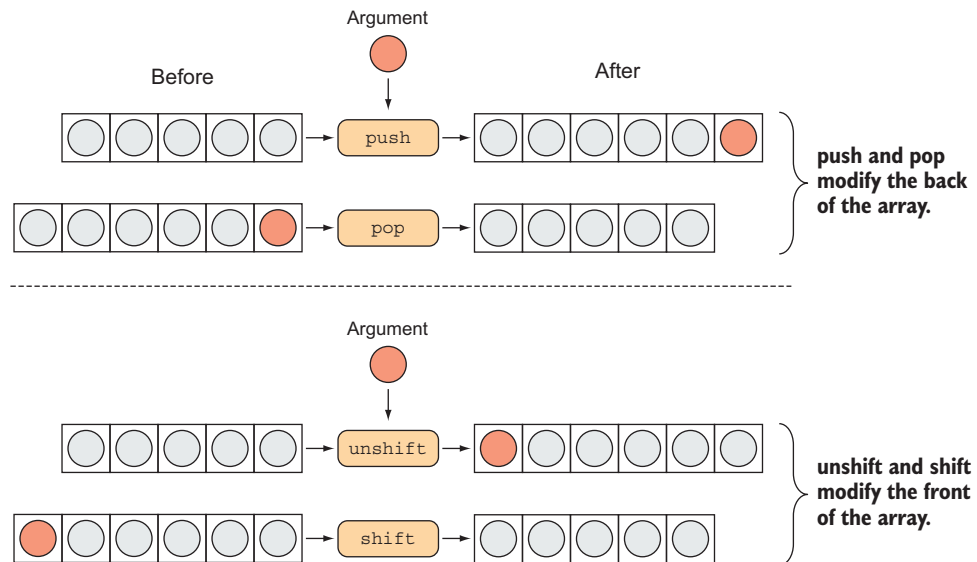 Argument
Before
After
push
push and pop
modify the back
of the array.
pop
Argument
unshift
unshift and shift
modify the front
of the array.
shift